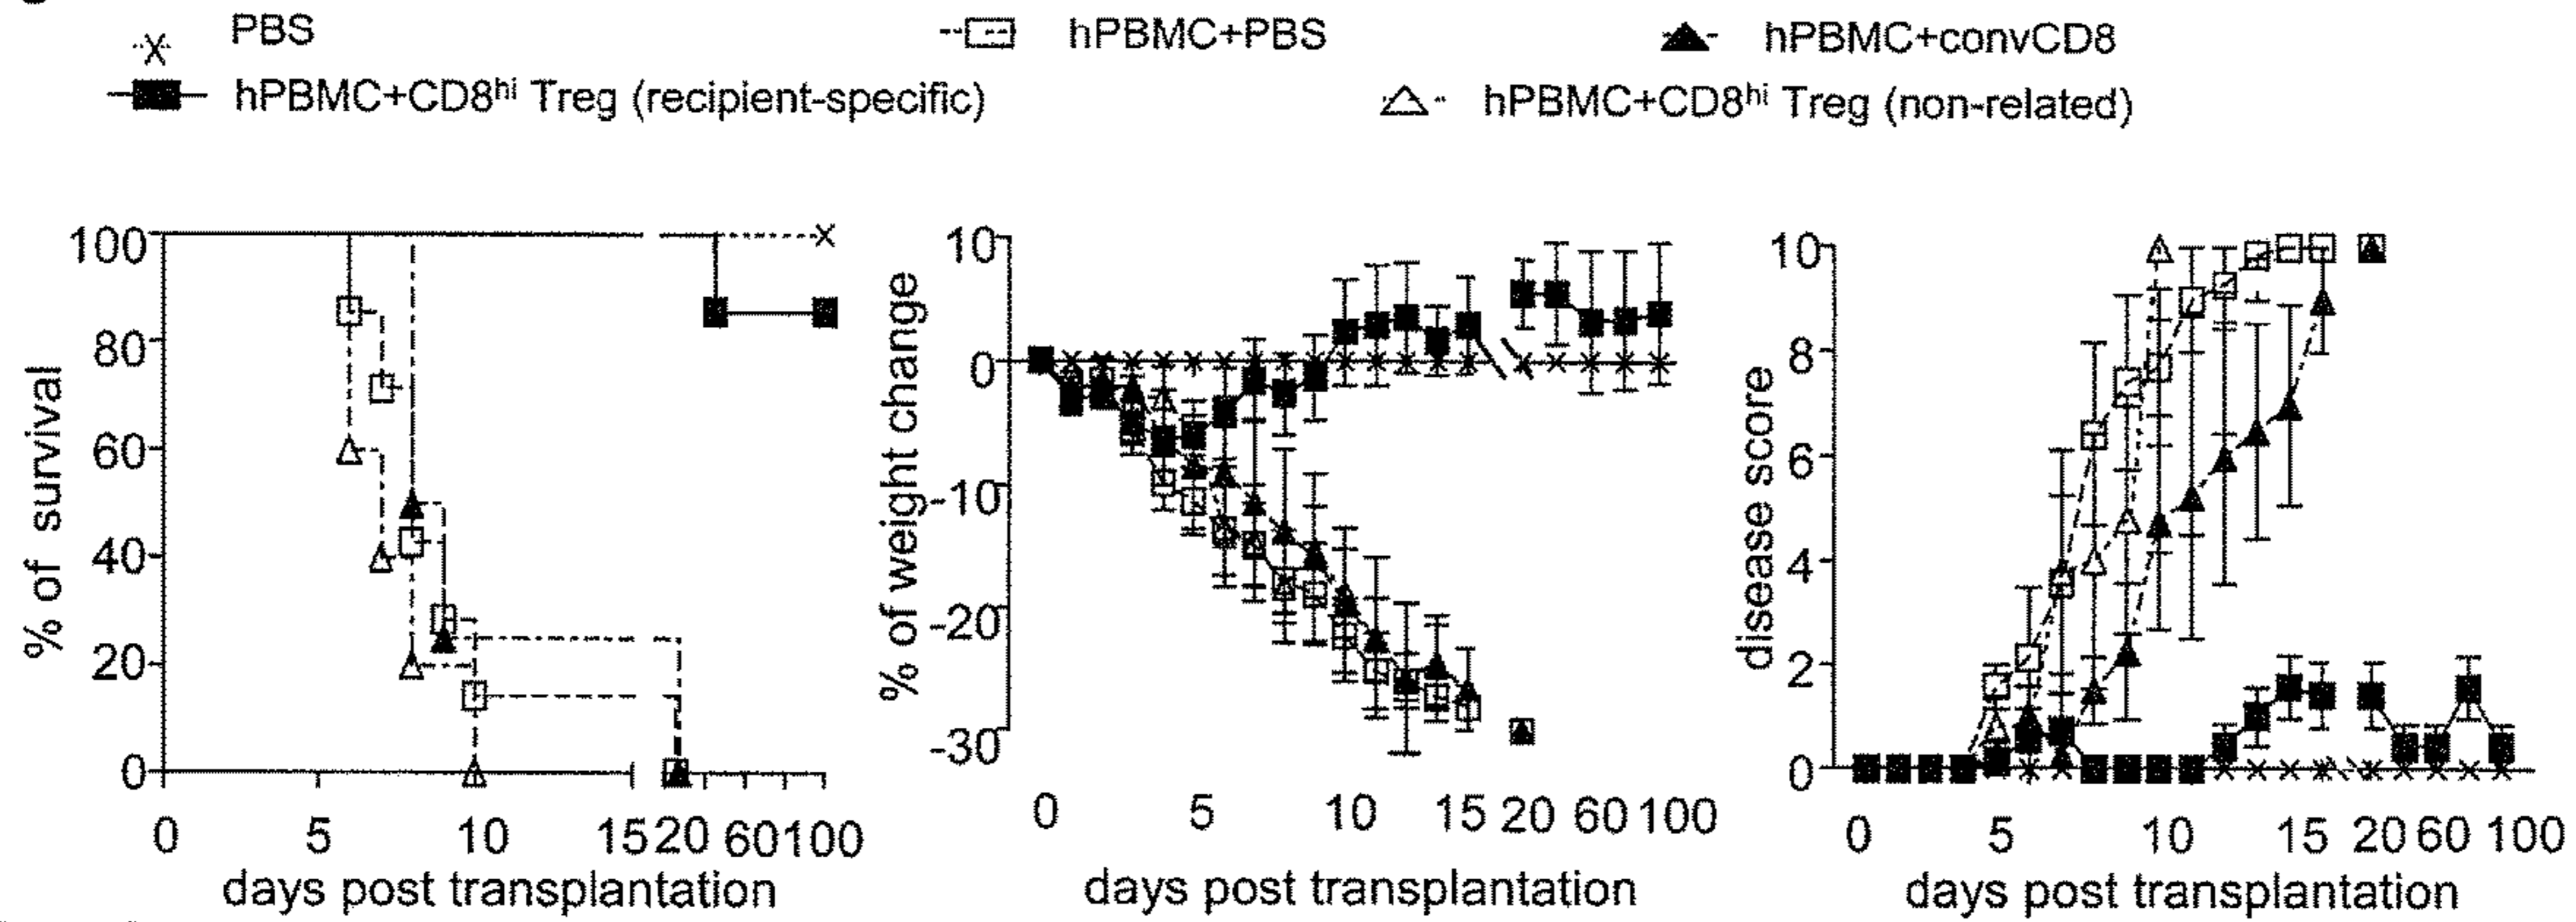 PBS
hPBMC+PBS
hPBMC+convCD8
hPBMC+CD8hi Treg (recipient-specific)
hPBMC+CD8hi Treg (non-related)
% of survival
100
80
60
40
20
0
0 5 10 15 20 60 100
days post transplantation
% of weight change
10
0
-10
-20
-30
0 5 10 15 20 60 100
days post transplantation
disease score
10
8
6
4
2
0
0 5 10 15 20 60 100
days post transplantation